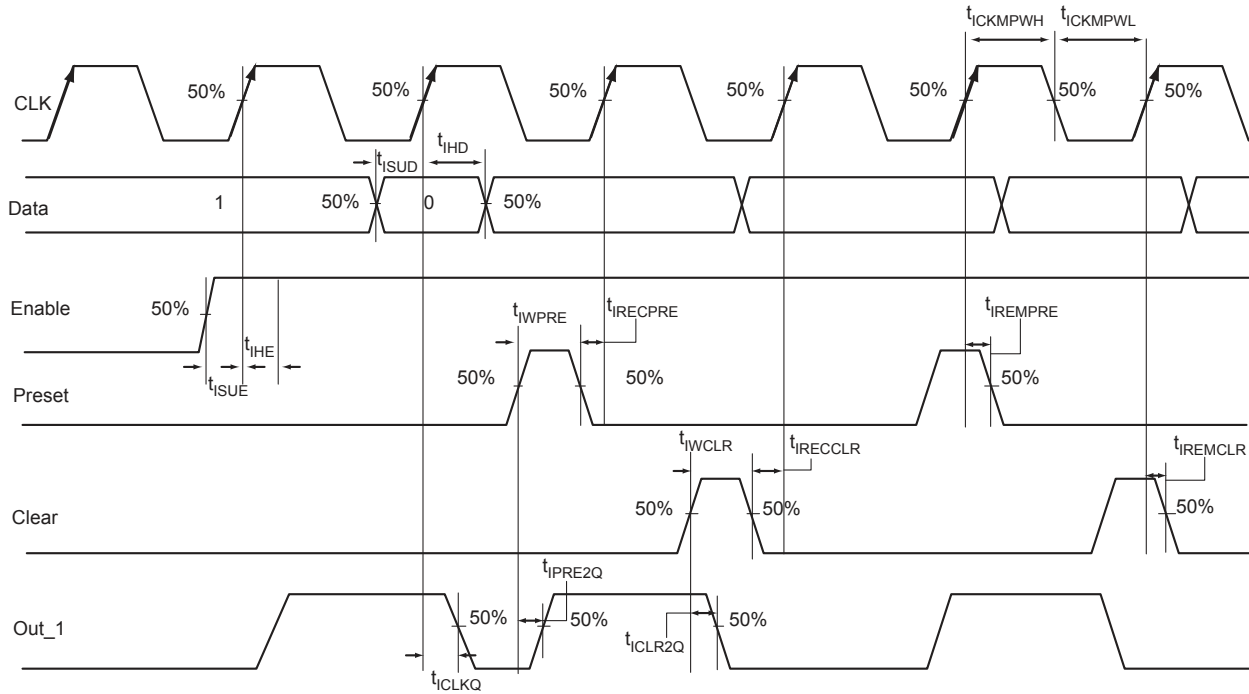 tICKMPWH tICKMPWL
CLK 50% 50% 50% 50% 50% 50% 50%
tISUD tIHD
Data 1 50% 0 50%
Enable 50%
tIHE
tISUE
tIWPRE tIRECPRE tIREMPRE
Preset 50% 50% 50%
tIWCLR tIRECCLR tIREMCLR
Clear 50% 50% 50%
tIPRE2Q
Out_1 50% 50% 50%
tICLR2Q
tICLKQ